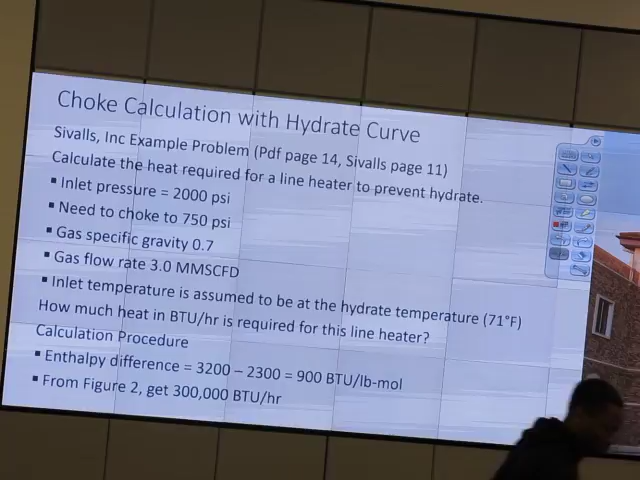 Choke Calculation with Hydrate Curve
Sivalls, Inc Example Problem (Pdf page 14, Sivalls page 11)
Calculate the heat required for a line heater to prevent hydrate.
▪ Inlet pressure = 2000 psi
▪ Need to choke to 750 psi
▪ Gas specific gravity 0.7
▪ Gas flow rate 3.0 MMSCFD
▪ Inlet temperature is assumed to be at the hydrate temperature (71°F)
How much heat in BTU/hr is required for this line heater?
Calculation Procedure
▪ Enthalpy difference = 3200 – 2300 = 900 BTU/lb-mol
▪ From Figure 2, get 300,000 BTU/hr